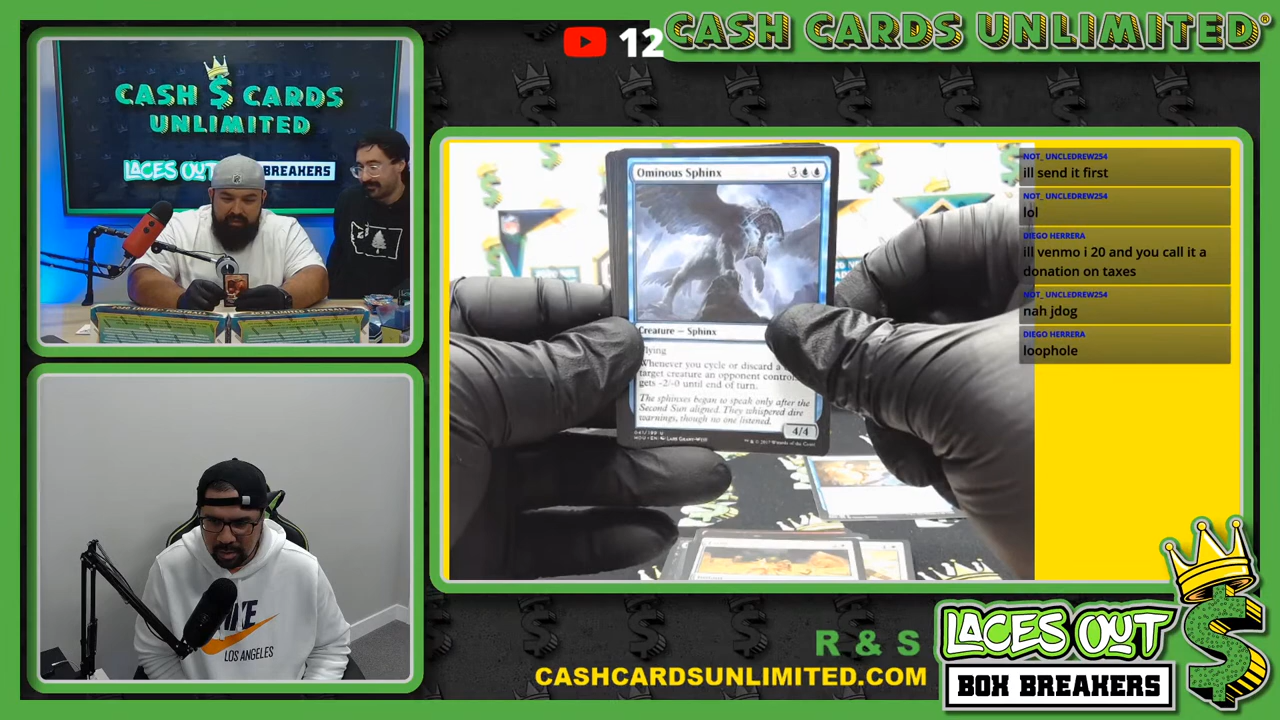 CASH CARDS UNLIMITED®
12
CASH $ CARDS
UNLIMITED
LACES OUT
BREAKERS
Ominous Sphinx
3
Creature — Sphinx
lying
Whenever you cycle or discard a
target creature an opponent control
gets -2/-0 until end of turn.
The sphinxes began to speak only after the
Second Sun aligned. They whispered dire
warnings, though no one listened.
4/4
NOT_UNCLEDREW254
ill send it first
NOT_UNCLEDREW254
lol
DIEGO HERRERA
ill venmo i 20 and you call it a
donation on taxes
NOT_UNCLEDREW254
nah jdog
DIEGO HERRERA
loophole
NIKE
LOS ANGELES
R & S
CASHCARDSUNLIMITED.COM
LACES OUT
BOX BREAKERS
$